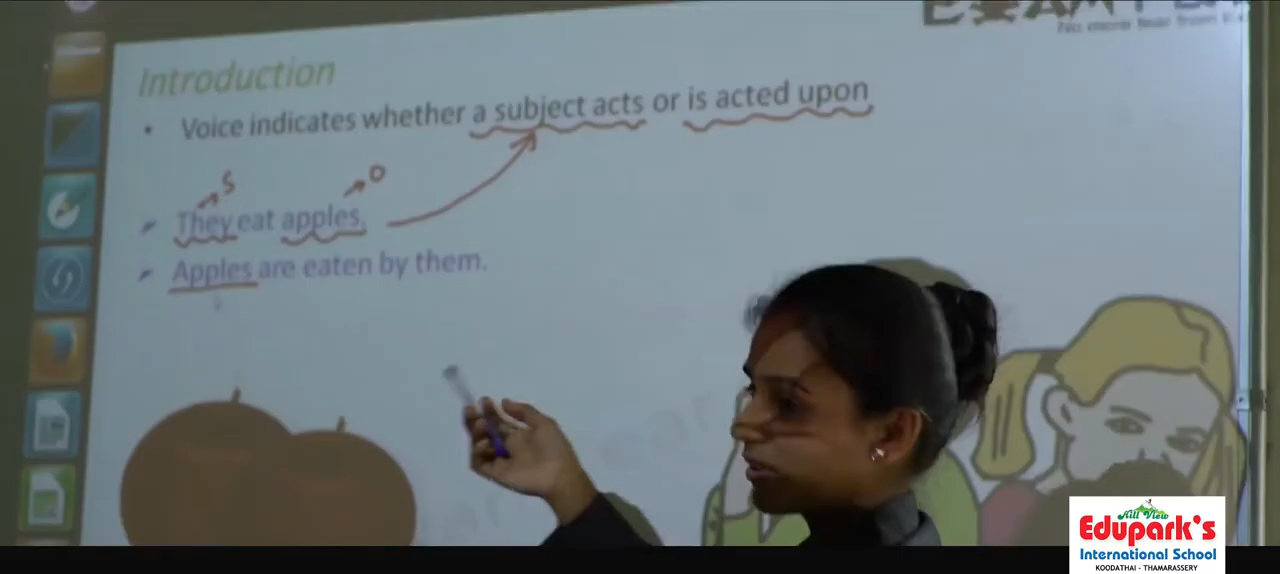 Introduction
• Voice indicates whether a subject acts or is acted upon
S
O
They eat apples.
Apples are eaten by them.
Hill View
Edupark's
International School
KOODATHAI - THAMARASSERY